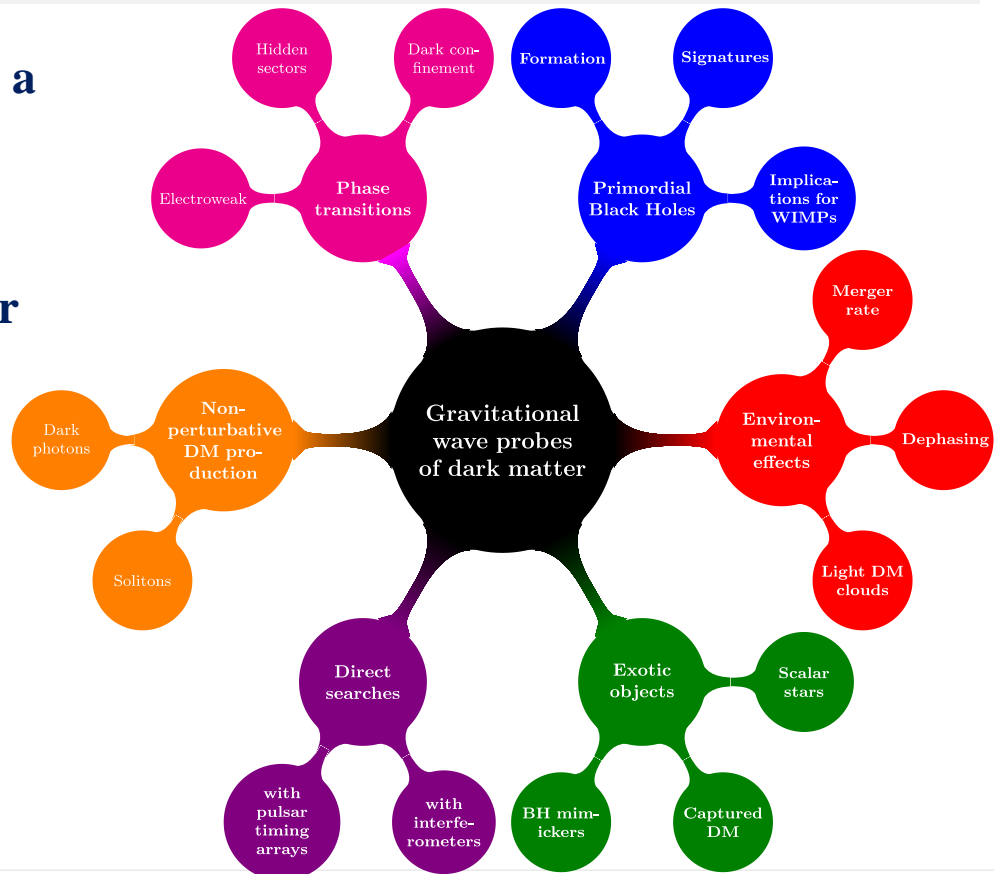 a
r
Hidden
sectors
Dark con-
finement
Electroweak
Phase
transitions
Formation
Signatures
Primordial
Black Holes
Implica-
tions for
WIMPs
Merger
rate
Environ-
mental
effects
Dephasing
Light DM
clouds
Gravitational
wave probes
of dark matter
Non-
perturbative
DM pro-
duction
Dark
photons
Solitons
Direct
searches
with
pulsar
timing
arrays
with
interfe-
rometers
Exotic
objects
Scalar
stars
BH mim-
ickers
Captured
DM